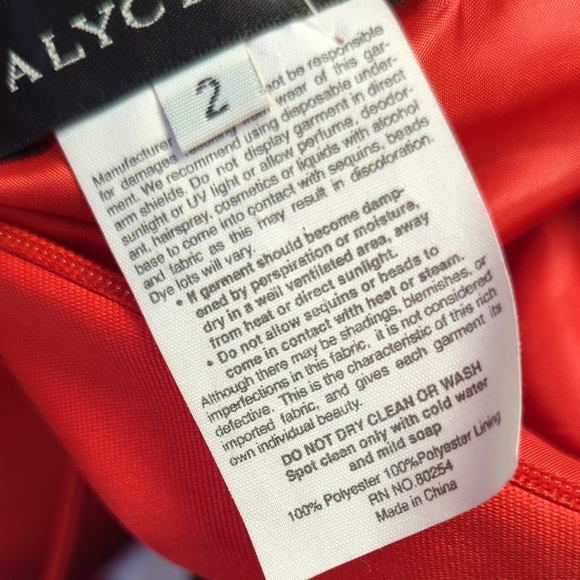 ALYC
2
Manufacturer not be responsible
for damages wear of this gar-
ment. We recommend using disposable under-
arm shields. Do not display garment in direct
sunlight or UV light or allow perfume, deodor-
ant, hairspray, cosmetics or liquids with alcohol
base to come into contact with sequins, beads
and fabric as this may result in discoloration.
Dye lots will vary.
• If garment should become damp-
ened by perspiration or moisture,
dry in a well ventilated area, away
from heat or direct sunlight.
• Do not allow sequins or beads to
come in contact with heat or steam.
Although there may be shadings, blemishes, or
imperfections in this fabric, it is not considered
defective. This is the characteristic of this rich
imported fabric, and gives each garment its
own individual beauty.
DO NOT DRY CLEAN OR WASH
Spot clean only with cold water
and mild soap
100% Polyester 100%Polyester Lining
RN NO.80254
Made in China